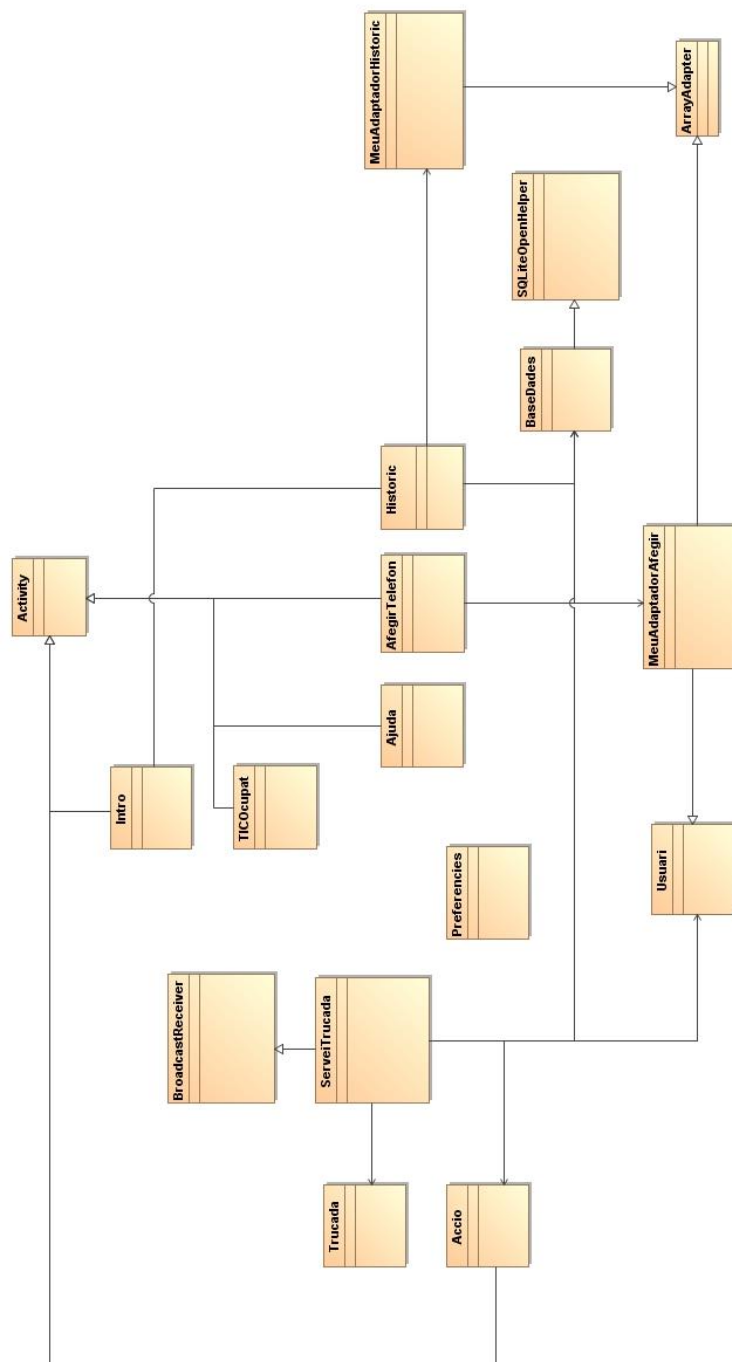 Activity
Intro
BroadcastReceiver
TICOcupat
Trucada
ServeiTrucada
Ajuda
AfegirTelefon
Historic
MeuAdaptadorHistoric
Accio
Preferencies
BaseDades
SQLiteOpenHelper
Usuari
MeuAdaptadorAfegir
ArrayAdapter